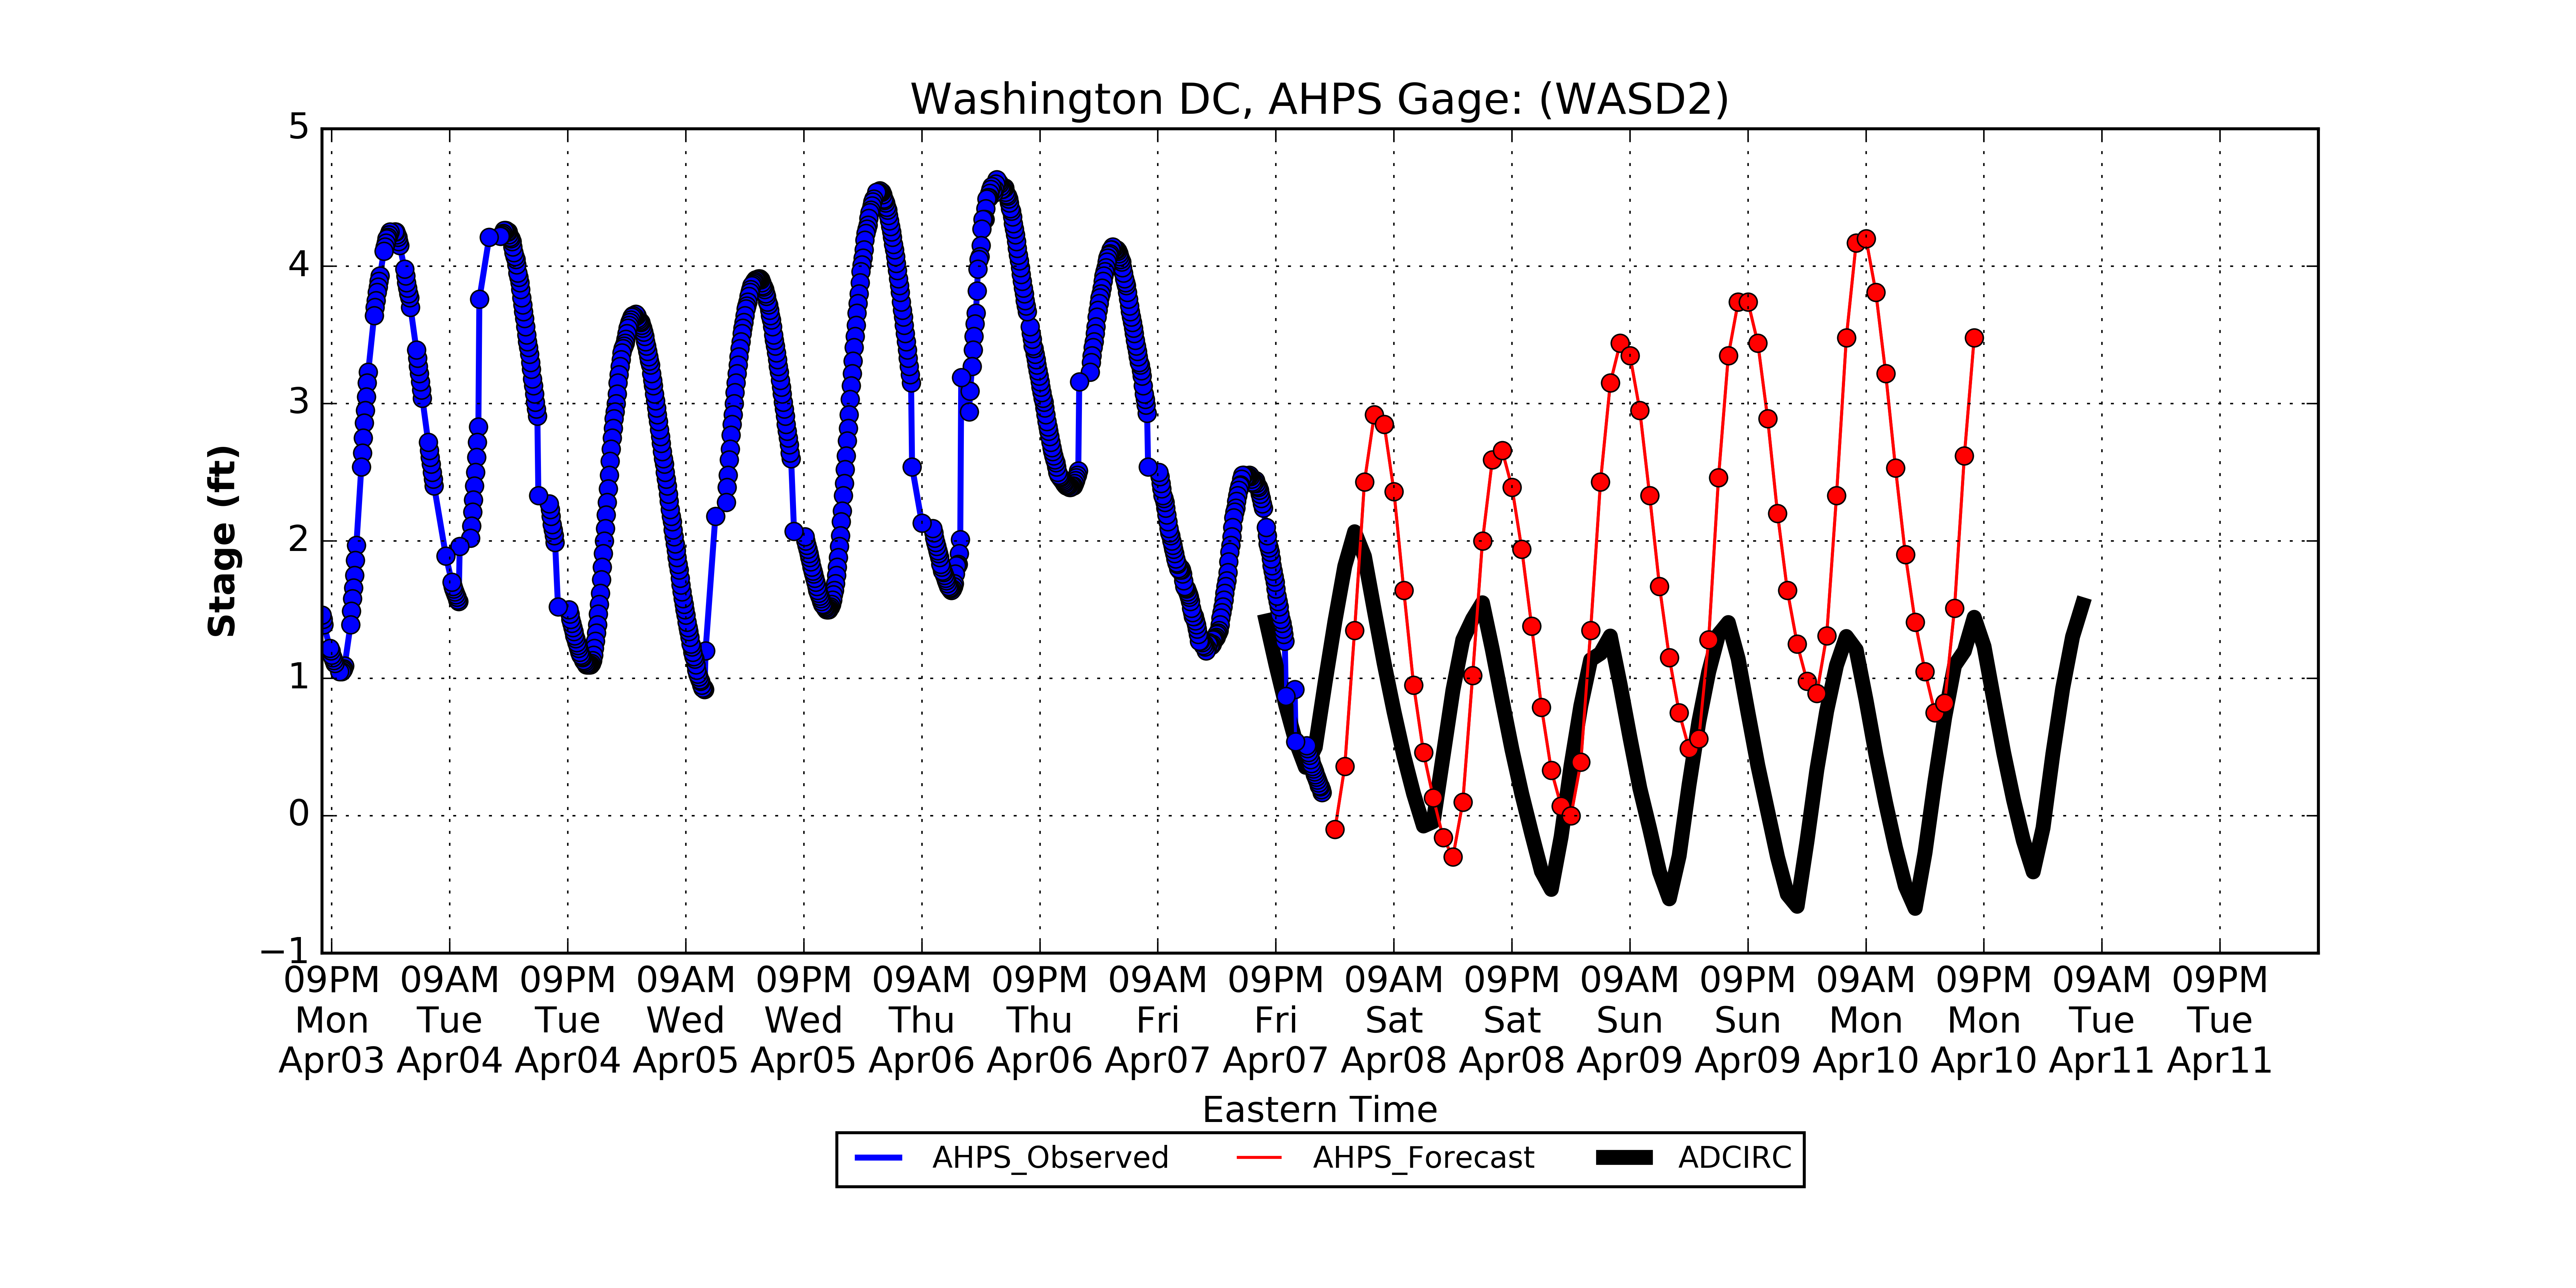 Washington DC, AHPS Gage: (WASD2)
Stage (ft)
5
4
3
2
1
0
−1
09PM 09AM 09PM 09AM 09PM 09AM 09PM 09AM 09PM 09AM 09PM 09AM 09PM 09AM 09PM 09AM 09PM
Mon Tue Tue Wed Wed Thu Thu Fri Fri Sat Sat Sun Sun Mon Mon Tue Tue
Apr03 Apr04 Apr04 Apr05 Apr05 Apr06 Apr06 Apr07 Apr07 Apr08 Apr08 Apr09 Apr09 Apr10 Apr10 Apr11 Apr11
Eastern Time
AHPS_Observed AHPS_Forecast ADCIRC